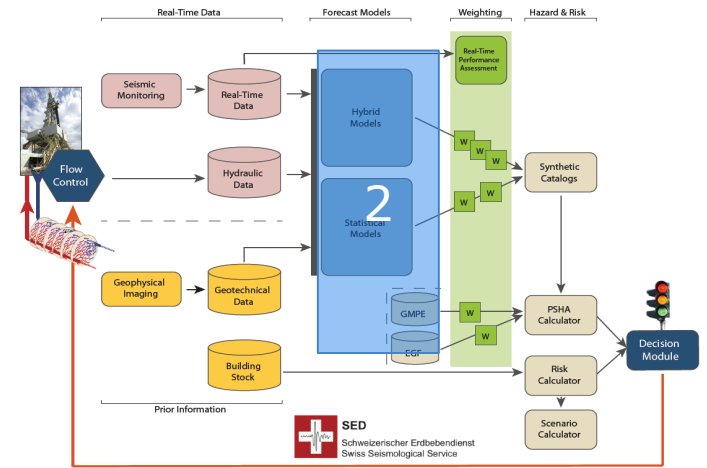 Real-Time Data
Forecast Models
Weighting
Hazard & Risk
Real-Time
Performance
Assessment
Seismic
Monitoring
Real-Time
Data
Hybrid
Models
W
W
W
Flow
Control
Hydraulic
Data
Synthetic
Catalogs
W
W
2
Statistical
Models
Geophysical
Imaging
Geotechnical
Data
GMPE
W
PSHA
Calculator
W
EGF
Decision
Module
Building
Stock
Risk
Calculator
Prior Information
Scenario
Calculator
SED
Schweizerischer Erdbebendienst
Swiss Seismological Service